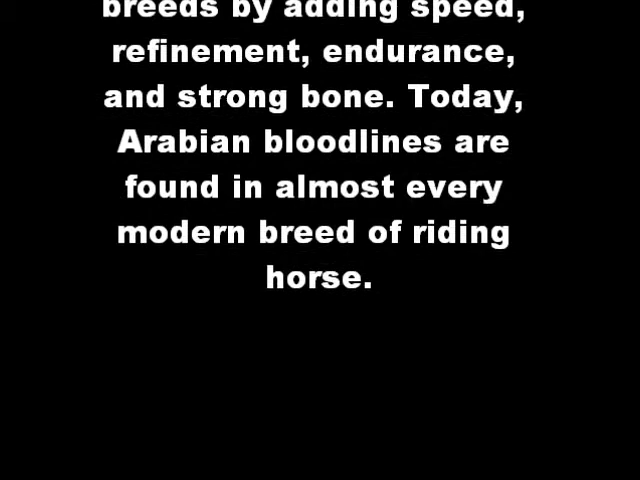 breeds by adding speed,
refinement, endurance,
and strong bone. Today,
Arabian bloodlines are
found in almost every
modern breed of riding
horse.